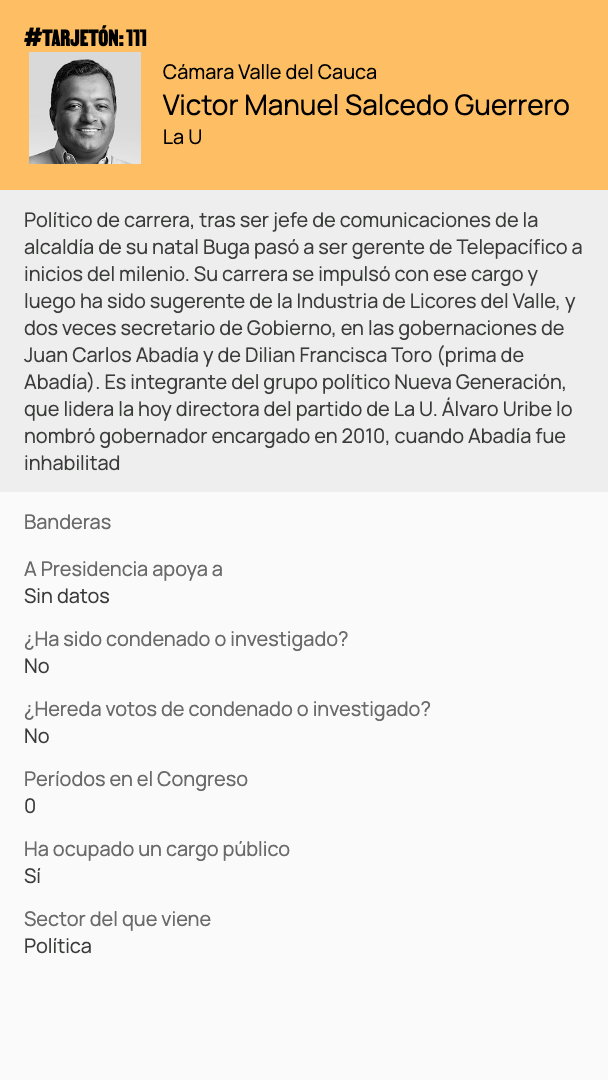 #TARJETÓN: 111
Cámara Valle del Cauca
Victor Manuel Salcedo Guerrero
La U
Político de carrera, tras ser jefe de comunicaciones de la
alcaldía de su natal Buga pasó a ser gerente de Telepacífico a
inicios del milenio. Su carrera se impulsó con ese cargo y
luego ha sido sugerente de la Industria de Licores del Valle, y
dos veces secretario de Gobierno, en las gobernaciones de
Juan Carlos Abadía y de Dilian Francisca Toro (prima de
Abadía). Es integrante del grupo político Nueva Generación,
que lidera la hoy directora del partido de La U. Álvaro Uribe lo
nombró gobernador encargado en 2010, cuando Abadía fue
inhabilitad
Banderas
A Presidencia apoya a
Sin datos
¿Ha sido condenado o investigado?
No
¿Hereda votos de condenado o investigado?
No
Períodos en el Congreso
0
Ha ocupado un cargo público
Sí
Sector del que viene
Política